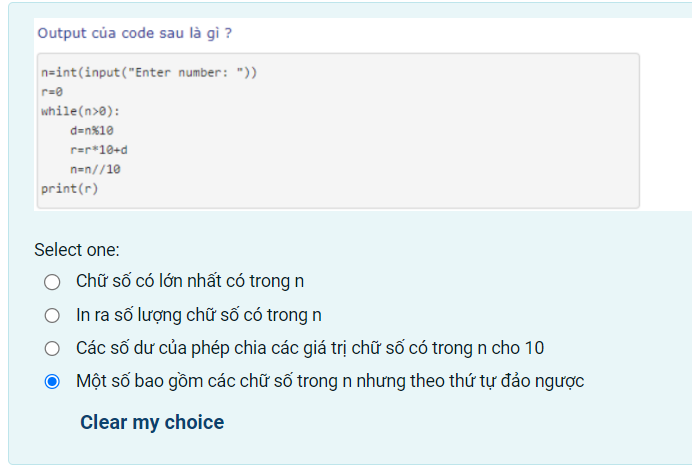 Output của code sau là gì ?
n=int(input("Enter number: "))
r=0
while(n>0):
    d=n%10
    r=r*10+d
    n=n//10
print(r)
Select one:
Chữ số có lớn nhất có trong n
In ra số lượng chữ số có trong n
Các số dư của phép chia các giá trị chữ số có trong n cho 10
Một số bao gồm các chữ số trong n nhưng theo thứ tự đảo ngược
Clear my choice